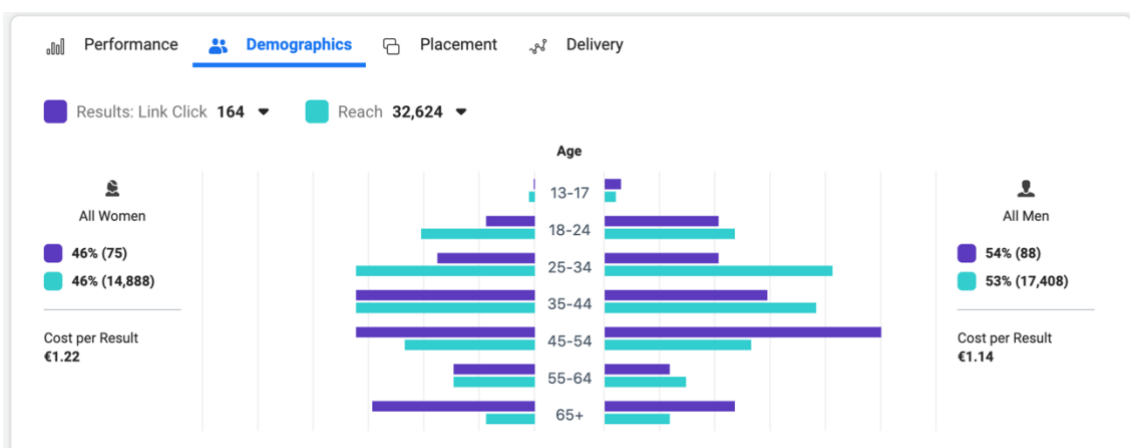 Performance Demographics Placement Delivery
Results: Link Click 164 Reach 32,624
Age
All Women
46% (75)
46% (14,888)
Cost per Result
€1.22
13-17
18-24
25-34
35-44
45-54
55-64
65+
All Men
54% (88)
53% (17,408)
Cost per Result
€1.14